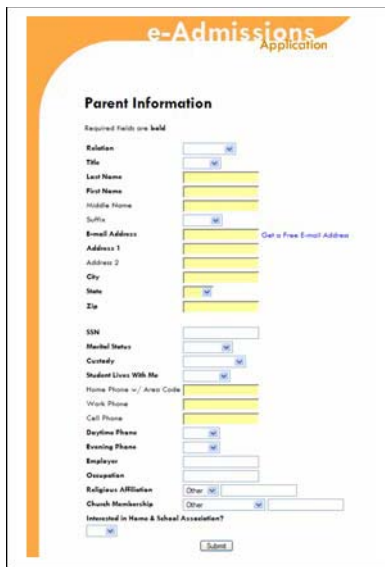 e-Admissions
Application
Parent Information
Required fields are bold
Relation
Title
Last Name
First Name
Middle Name
Suffix
E-mail Address Get a Free E-mail Address
Address 1
Address 2
City
State
Zip
SSN
Marital Status
Custody
Student Lives With Me
Home Phone w/ Area Code
Work Phone
Cell Phone
Daytime Phone
Evening Phone
Employer
Occupation
Religious Affiliation Other
Church Membership Other
Interested in Home & School Association?
Submit